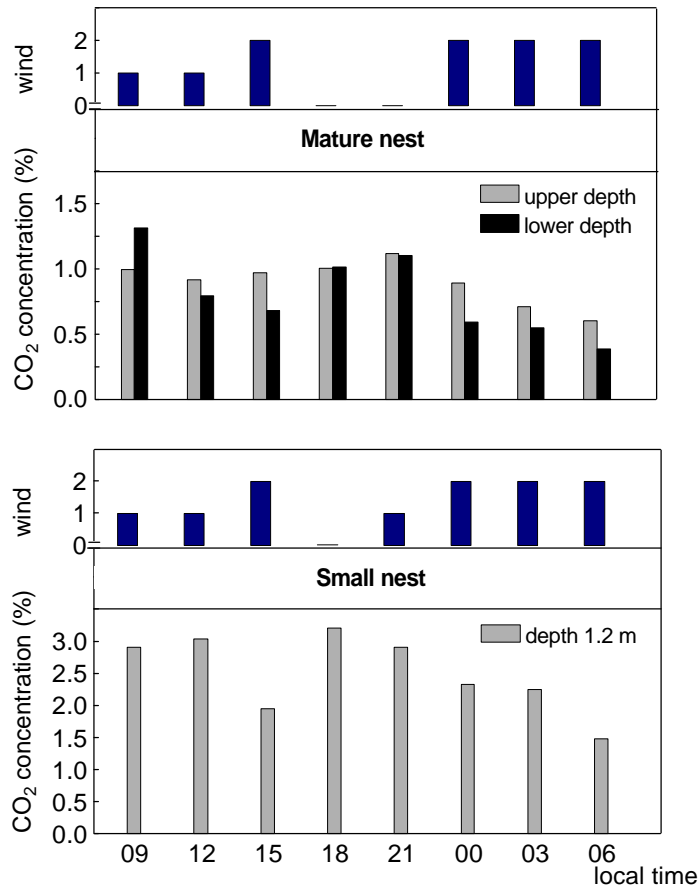 wind
2
1
0
Mature nest
CO2 concentration (%)
upper depth
lower depth
1.5
1.0
0.5
0.0
wind
2
1
0
Small nest
CO2 concentration (%)
depth 1.2 m
3.0
2.5
2.0
1.5
1.0
0.5
0.0
09 12 15 18 21 00 03 06
local time